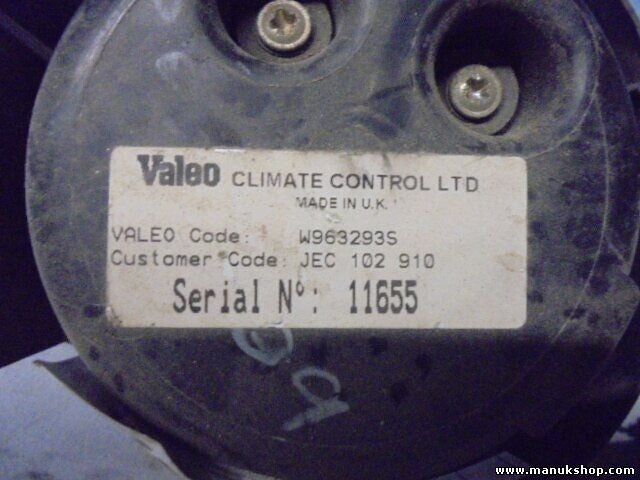 Valeo CLIMATE CONTROL LTD
MADE IN U.K.
VALEO Code: W963293S
Customer Code: JEC 102 910
Serial Nº: 11655
www.manukshop.com